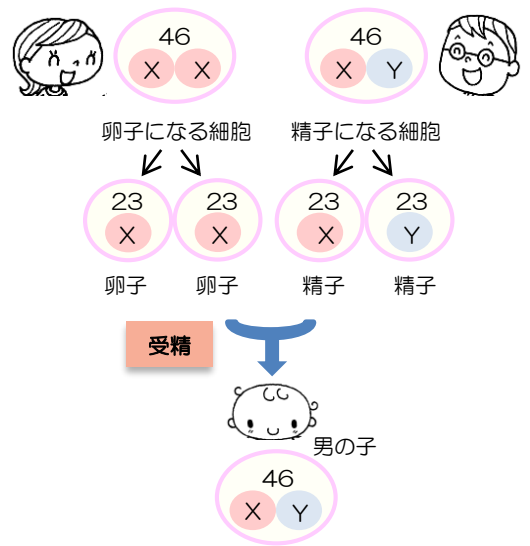 46 46
X X X Y
卵子になる細胞 精子になる細胞
23 23 23 23
X X X Y
卵子 卵子 精子 精子
受精
男の子
46
X Y